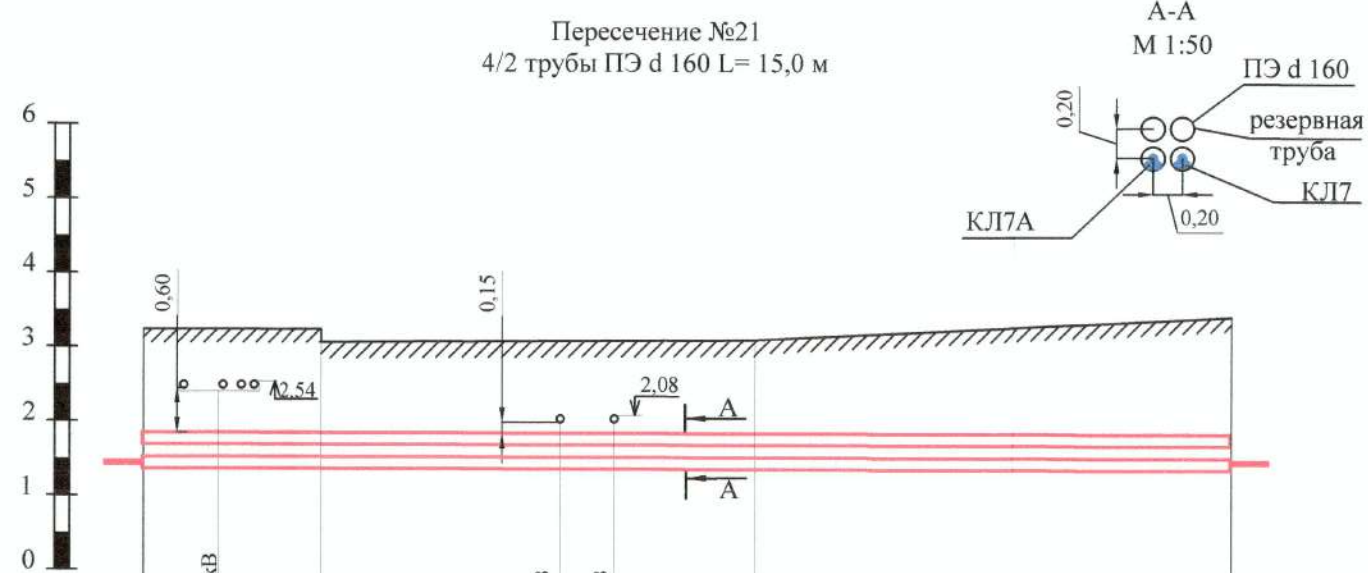 Пересечение №21
4/2 трубы ПЭ d 160 L= 15,0 м
А-А
М 1:50
ПЭ d 160
0,20
резервная
труба
КЛ7
КЛ7А
0,20
6
5
4
3
2
1
0
0,60
0,15
2,54
2,08
А
А
кВ